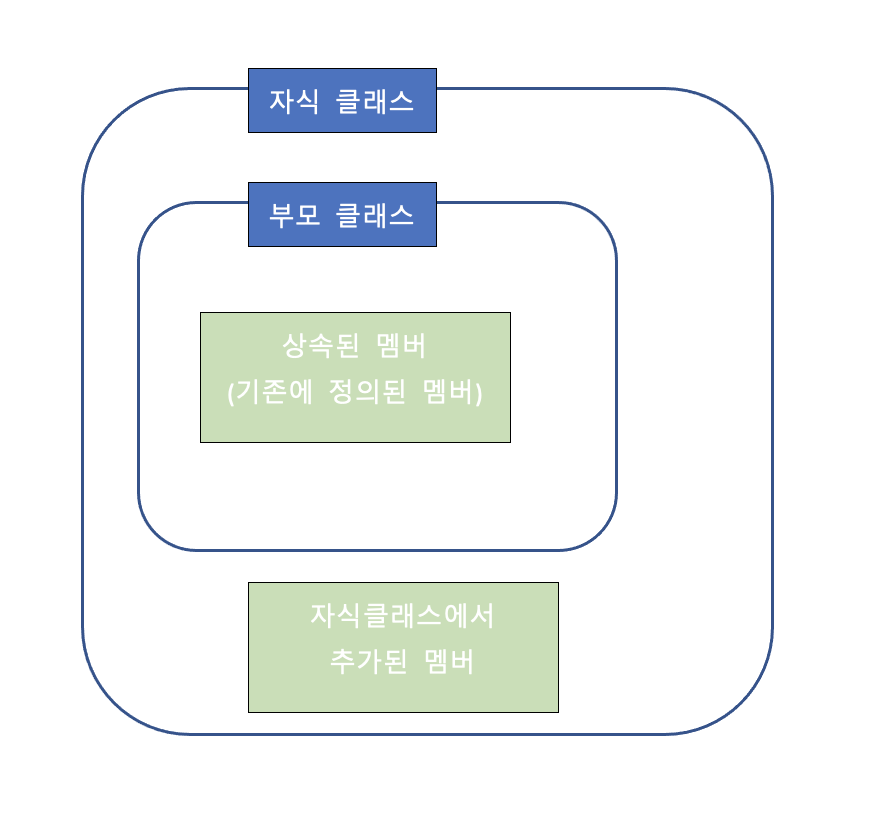 자식 클래스
부모 클래스
상속된 멤버
(기존에 정의된 멤버)
자식클래스에서
추가된 멤버